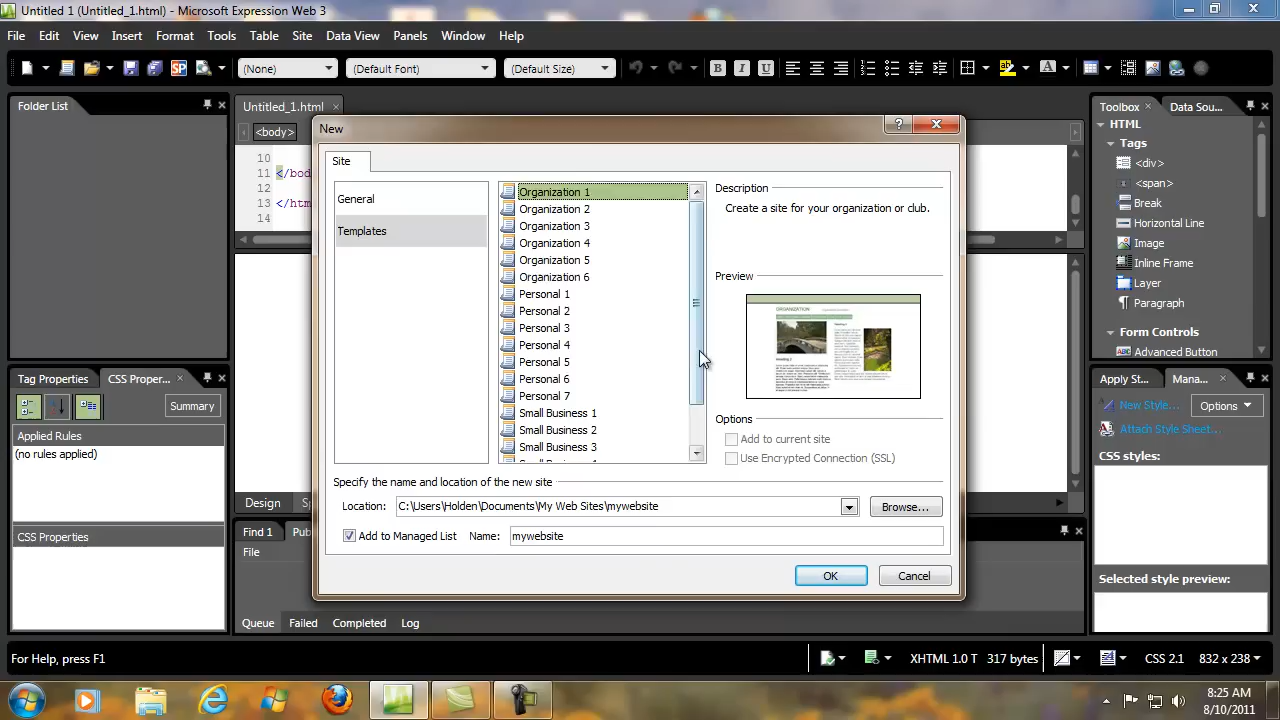 Untitled 1 (Untitled_1.html) - Microsoft Expression Web 3
File Edit View Insert Format Tools Table Site Data View Panels Window Help
(None) (Default Font) (Default Size)
Folder List
Untitled_1.html
<body>
10
11 </bod
12
13 </htm
14
New
Site
General
Templates
Organization 1
Organization 2
Organization 3
Organization 4
Organization 5
Organization 6
Personal 1
Personal 2
Personal 3
Personal 4
Personal 5
Personal 6
Personal 7
Small Business 1
Small Business 2
Small Business 3
Description
Create a site for your organization or club.
Preview
ORGANIZATION
Options
Add to current site
Use Encrypted Connection (SSL)
Specify the name and location of the new site
Location: C:\Users\Holden\Documents\My Web Sites\mywebsite Browse...
Add to Managed List Name: mywebsite
OK Cancel
Toolbox Data Sou...
HTML
Tags
<div>
<span>
Break
Horizontal Line
Image
Inline Frame
Layer
Paragraph
Form Controls
Advanced Button
Tag Properties CSS Proper...
Summary
Applied Rules
(no rules applied)
CSS Properties
Apply St... Mana...
New Style... Options
Attach Style Sheet...
CSS styles:
Selected style preview:
Design Sp
Find 1 Pu
File
Queue Failed Completed Log
For Help, press F1
XHTML 1.0 T 317 bytes CSS 2.1 832 x 238
8:25 AM
8/10/2011